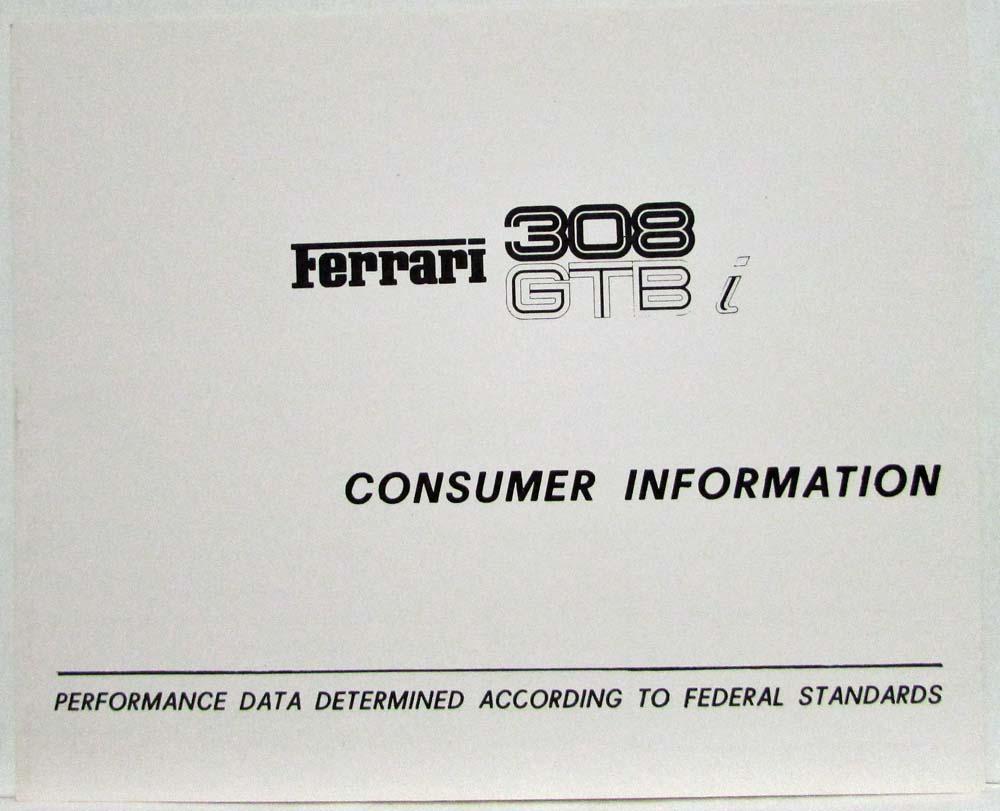 Ferrari 308
GTB i
CONSUMER INFORMATION
PERFORMANCE DATA DETERMINED ACCORDING TO FEDERAL STANDARDS